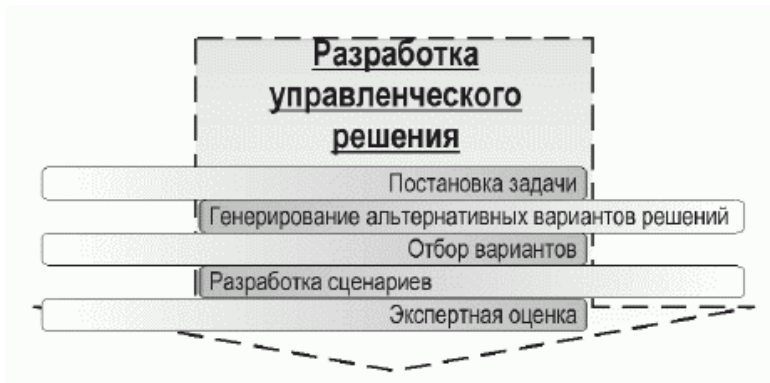 Разработка
управленческого
решения
Постановка задачи
Генерирование альтернативных вариантов решений
Отбор вариантов
Разработка сценариев
Экспертная оценка